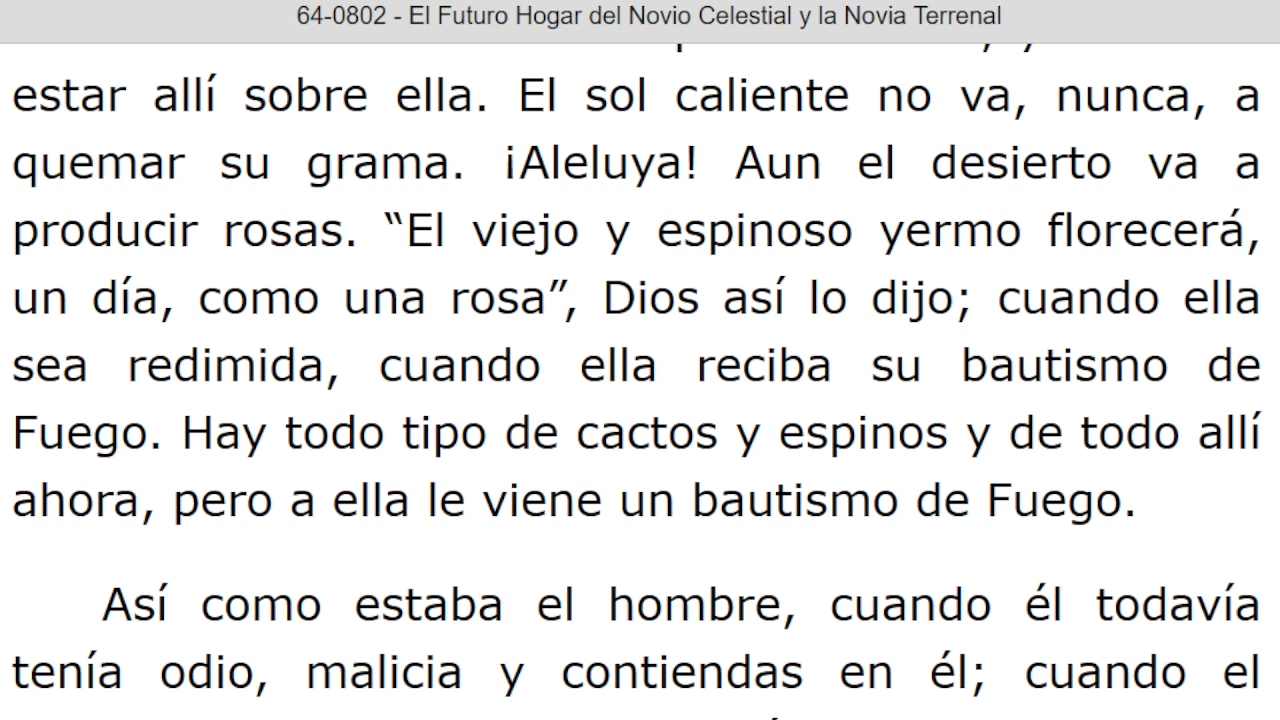 64-0802 - El Futuro Hogar del Novio Celestial y la Novia Terrenal
estar allí sobre ella. El sol caliente no va, nunca, a
quemar su grama. ¡Aleluya! Aun el desierto va a
producir rosas. “El viejo y espinoso yermo florecerá,
un día, como una rosa”, Dios así lo dijo; cuando ella
sea redimida, cuando ella reciba su bautismo de
Fuego. Hay todo tipo de cactos y espinos y de todo allí
ahora, pero a ella le viene un bautismo de Fuego.
Así como estaba el hombre, cuando él todavía
tenía odio, malicia y contiendas en él; cuando el